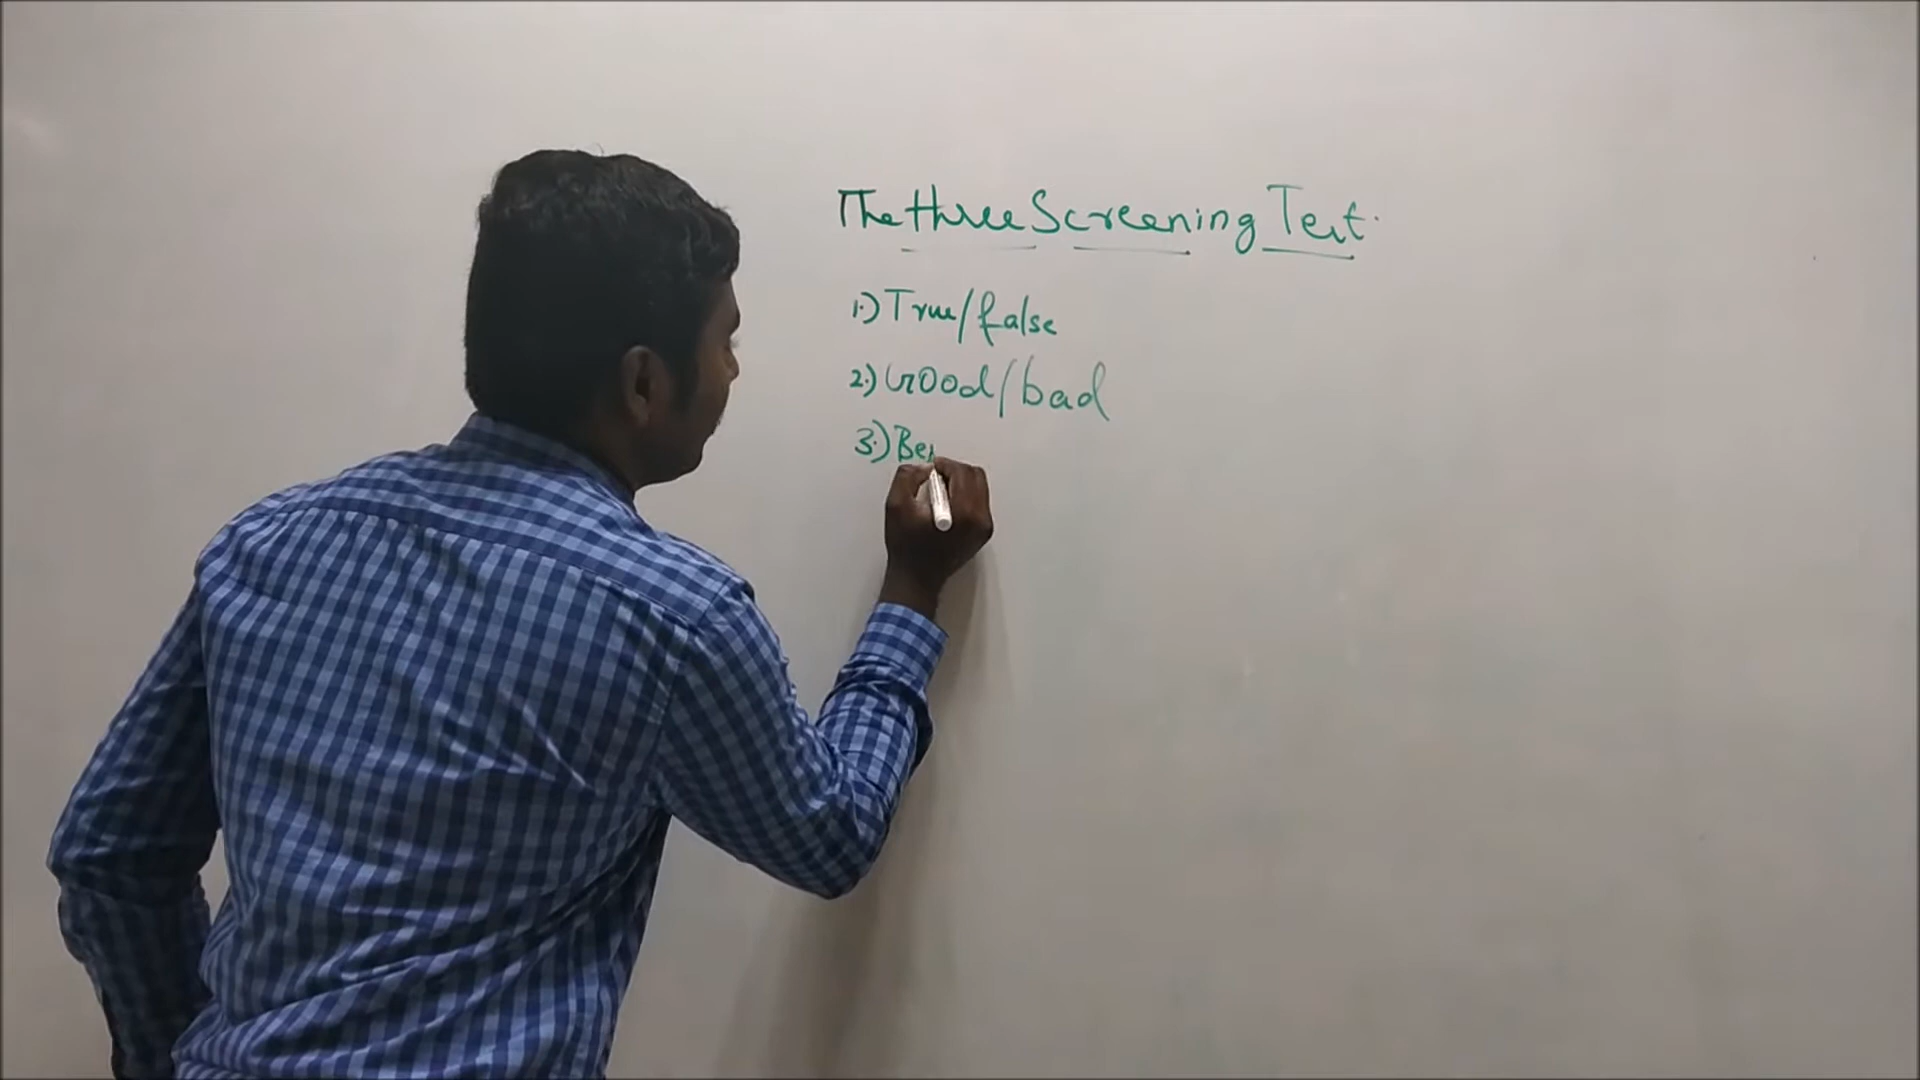 The three Screening Test.
1.) True/false
2.) Good/bad
3.) Be